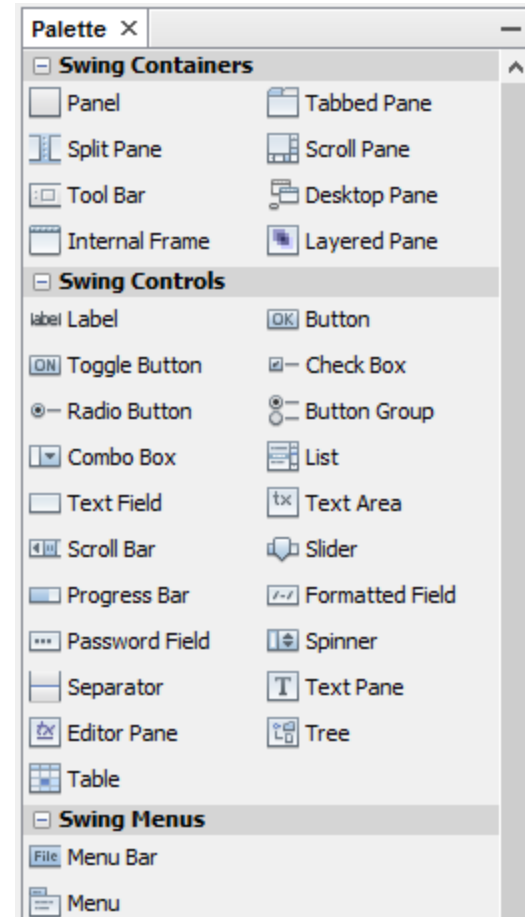 Palette
Swing Containers
Panel Tabbed Pane
Split Pane Scroll Pane
Tool Bar Desktop Pane
Internal Frame Layered Pane
Swing Controls
label Label OK Button
ON Toggle Button Check Box
Radio Button Button Group
Combo Box List
Text Field tx Text Area
Scroll Bar Slider
Progress Bar Formatted Field
Password Field Spinner
Separator T Text Pane
tx Editor Pane Tree
Table
Swing Menus
File Menu Bar
Menu